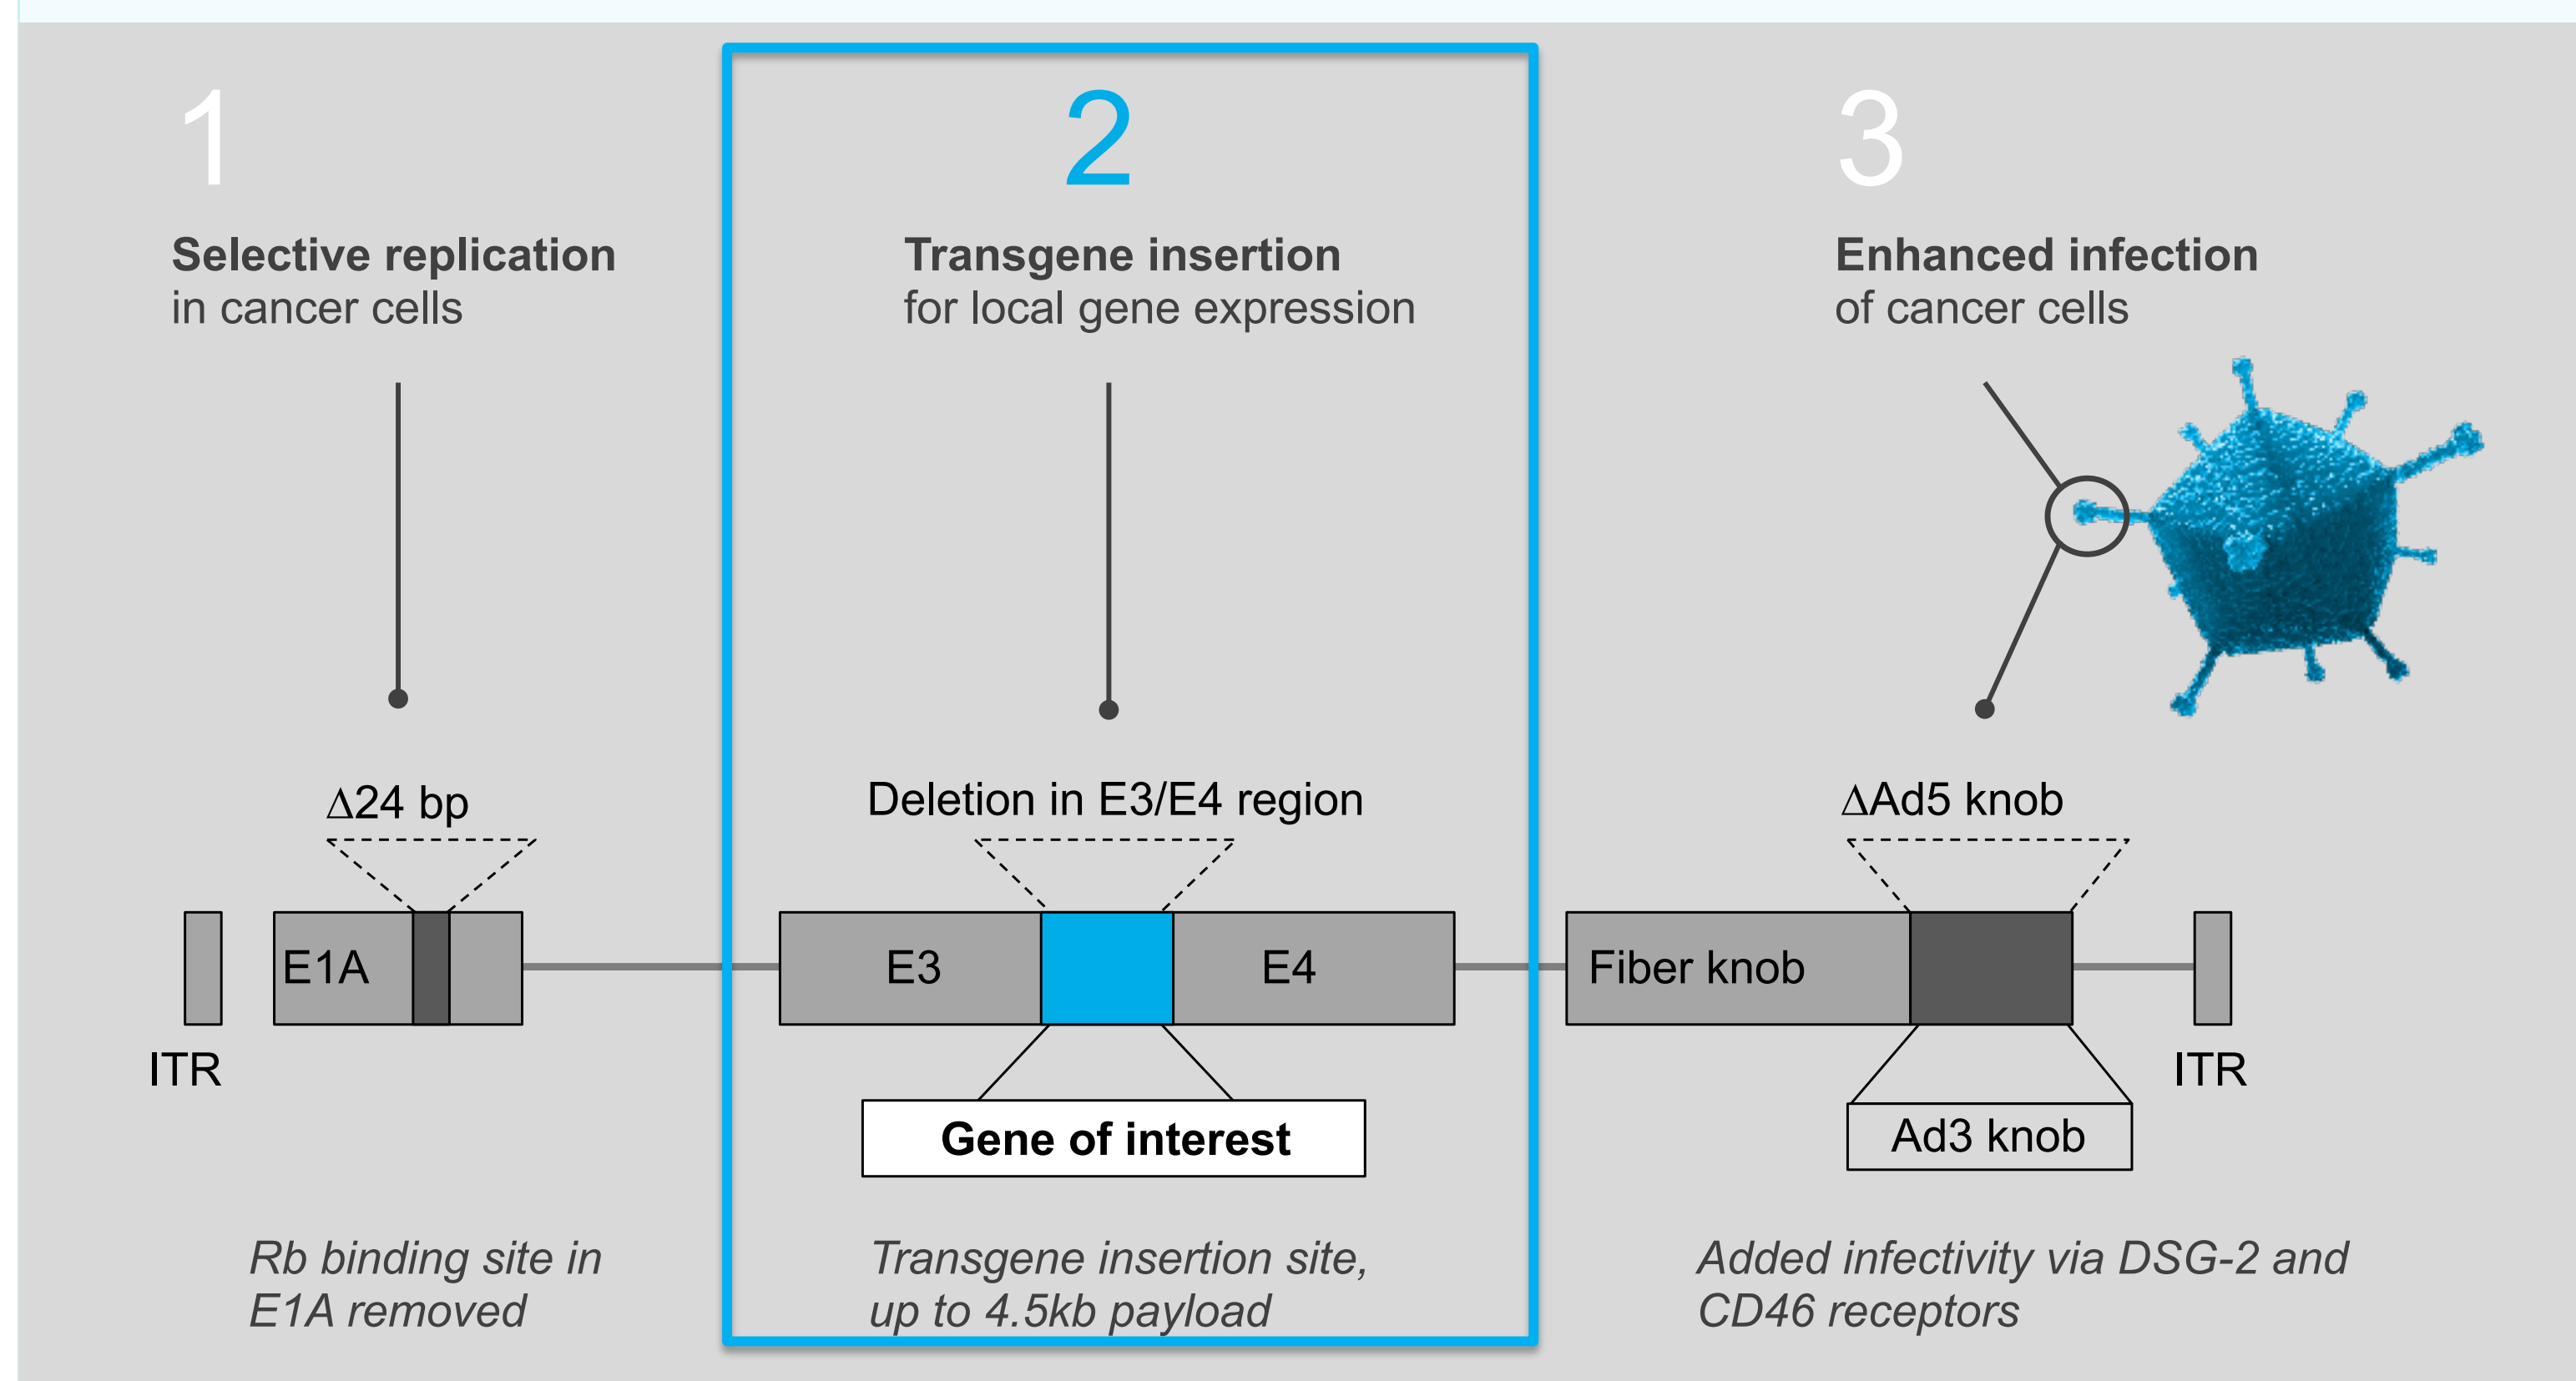 1
Selective replication
in cancer cells
Δ24 bp
E1A
ITR
Rb binding site in
E1A removed
2
Transgene insertion
for local gene expression
Deletion in E3/E4 region
E3
E4
Gene of interest
Transgene insertion site,
up to 4.5kb payload
3
Enhanced infection
of cancer cells
ΔAd5 knob
Fiber knob
ITR
Ad3 knob
Added infectivity via DSG-2 and
CD46 receptors